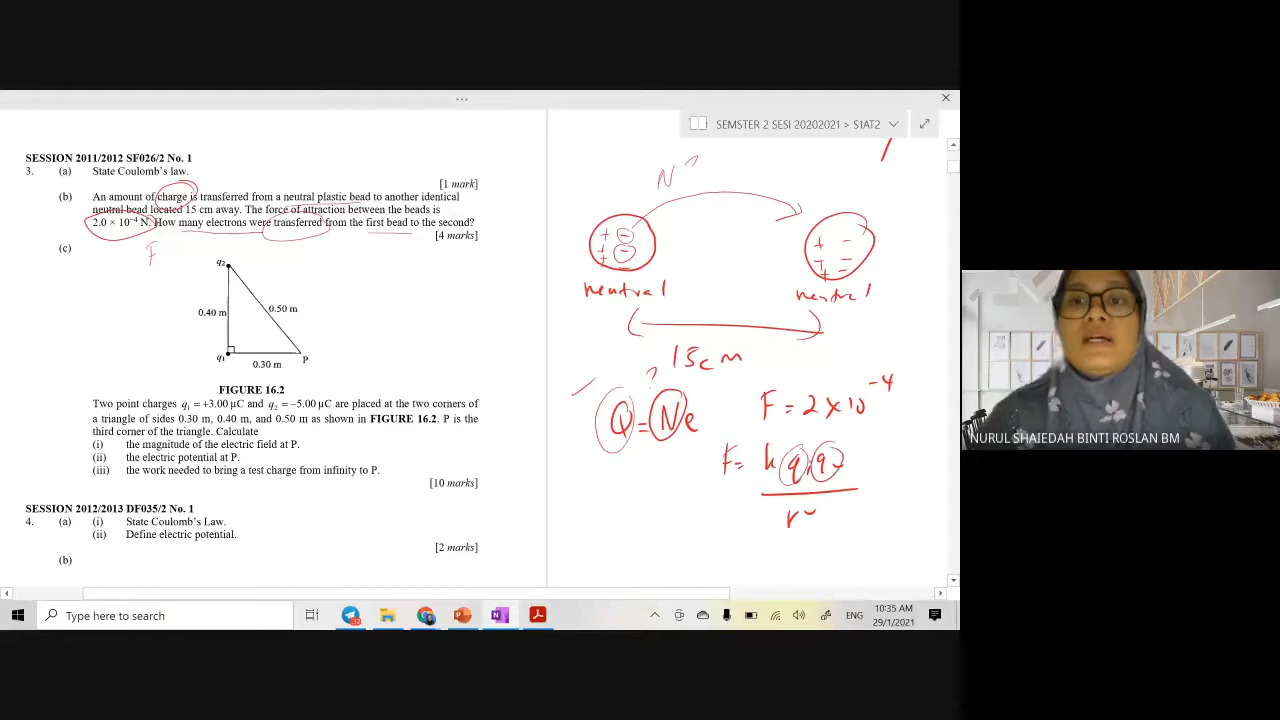 SEMSTER 2 SESI 20202021 > S1AT2
SESSION 2011/2012 SF026/2 No. 1
3. (a) State Coulomb's law.
[1 mark]
(b) An amount of charge is transferred from a neutral plastic bead to another identical
neutral bead located 15 cm away. The force of attraction between the beads is
2.0 × 10⁻⁴ N. How many electrons were transferred from the first bead to the second?
[4 marks]
F
(c)
q₂
0.40 m
0.50 m
q₁
P
0.30 m
FIGURE 16.2
Two point charges q₁ = +3.00 μC and q₂ = −5.00 μC are placed at the two corners of
a triangle of sides 0.30 m, 0.40 m, and 0.50 m as shown in FIGURE 16.2. P is the
third corner of the triangle. Calculate
(i) the magnitude of the electric field at P.
(ii) the electric potential at P.
(iii) the work needed to bring a test charge from infinity to P.
[10 marks]
SESSION 2012/2013 DF035/2 No. 1
4. (a) (i) State Coulomb's Law.
(ii) Define electric potential.
[2 marks]
(b)
N ?
+ −
+ −
+ −
+ −
+ −
+ −
neutral
neutral
15cm
?
Q = Ne
F = 2 × 10⁻⁴
F = k q₁ q₂
r²
NURUL SHAIEDAH BINTI ROSLAN BM
Type here to search
ENG
10:35 AM
29/1/2021